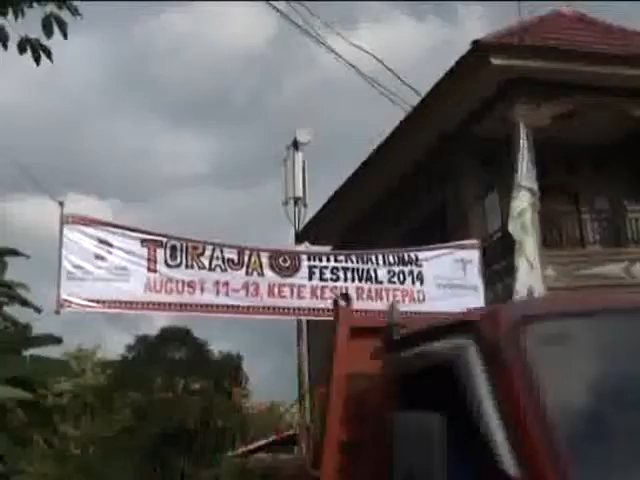 TORAJA INTERNATIONAL
FESTIVAL 2014
AUGUST 11-13, KETE KESU, RANTEPAO